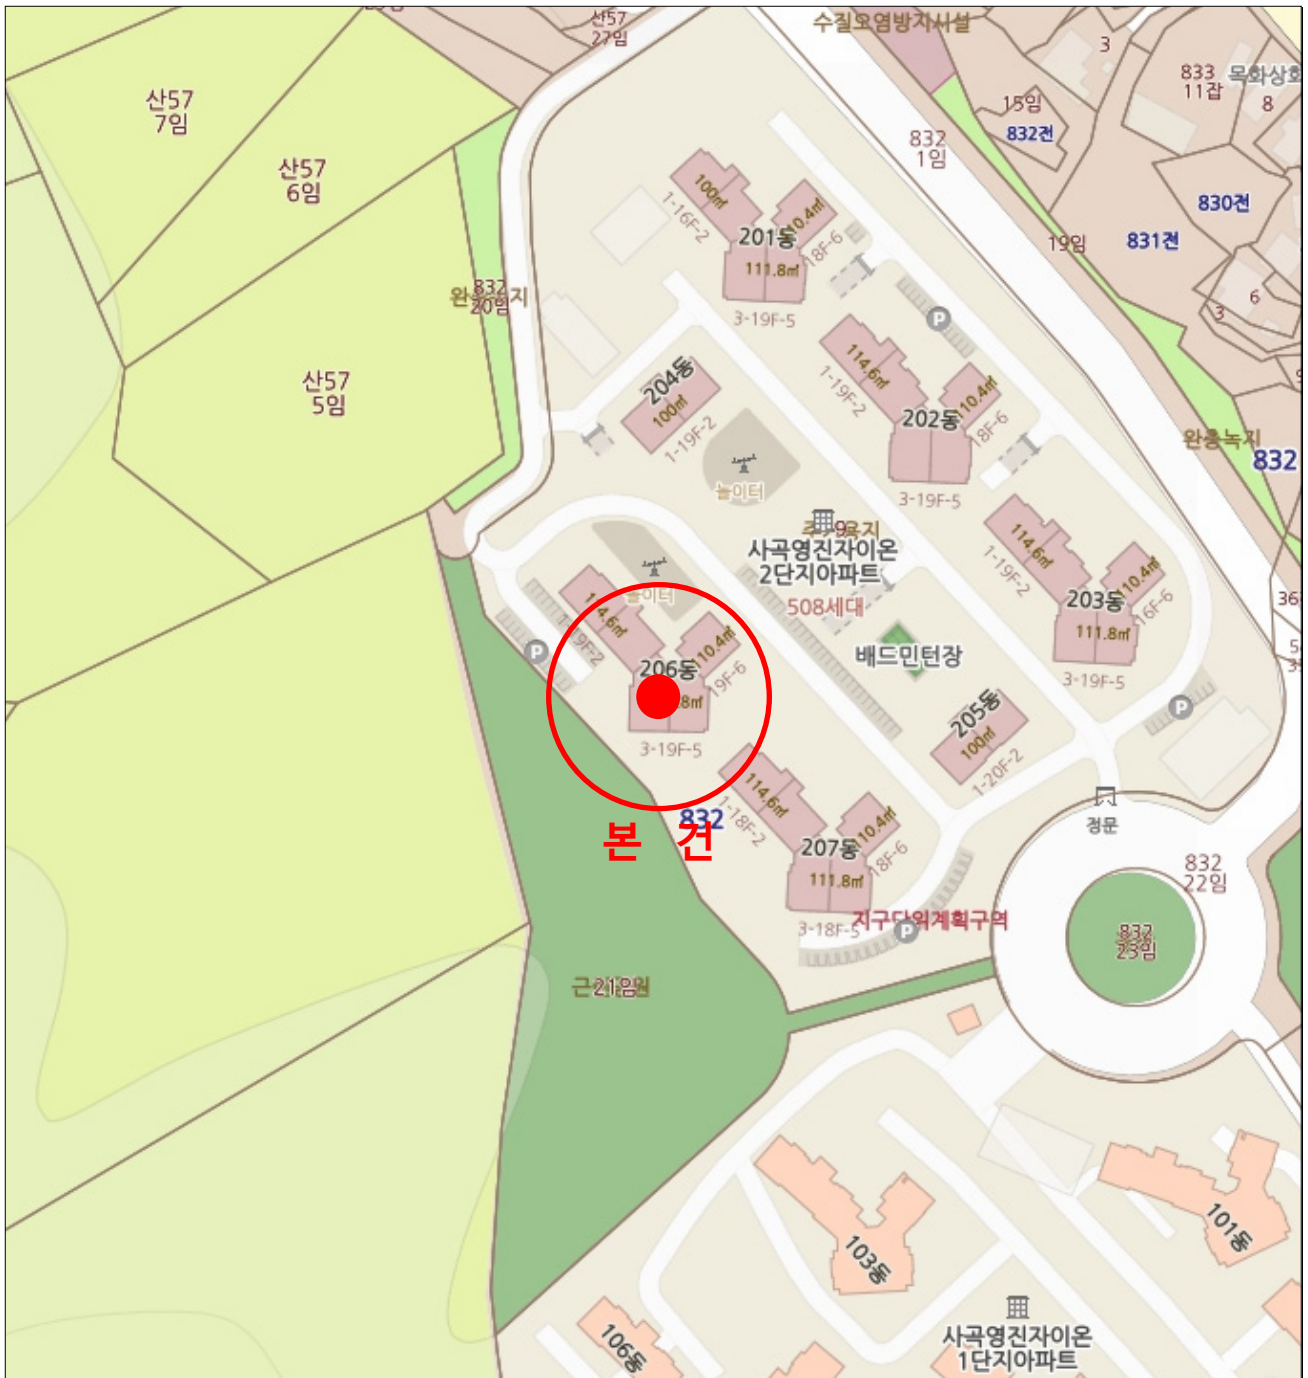 산57
27임
수질오염방지시설
3
833
11잡
목화상회
8
산57
7임
15임
832전
832
1임
산57
6임
100㎡
1-16F-2
201동
18F-6
111.8㎡
3-19F-5
830전
831전
19임
6
3
832
20임
산57
5임
204동
100㎡
1-19F-2
P
114.6㎡
1-19F-2
110.4㎡
202동
18F-6
3-19F-5
완충녹지
832
놀이터
사곡영진자이온
2단지아파트
508세대
114.6㎡
1-19F-2
110.4㎡
203동
16F-6
111.8㎡
3-19F-5
36
놀이터
114.6㎡
1-19F-2
110.4㎡
206동
19F-6
3-19F-5
P
배드민턴장
205동
100㎡
1-20F-2
P
832
본 건
114.6㎡
1-18F-2
110.4㎡
207동
18F-6
111.8㎡
3-18F-5
정문
832
22임
지구단위계획구역
P
832
23임
21임
103동
101동
106동
사곡영진자이온
1단지아파트